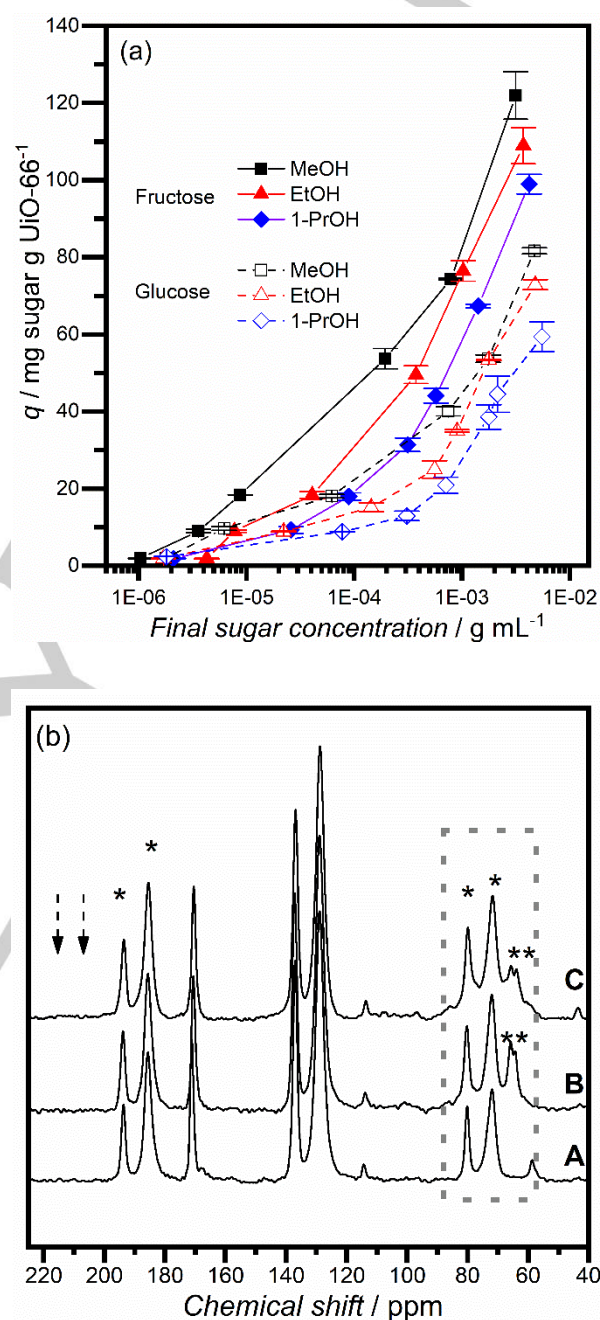 (a)
140
120
100
80
60
40
20
0
q / mg sugar g UiO-66⁻¹
Fructose
MeOH
EtOH
1-PrOH
Glucose
MeOH
EtOH
1-PrOH
1E-06 1E-05 1E-04 1E-03 1E-02
Final sugar concentration / g mL⁻¹
(b)
* * * * **
C
**
B
A
220 200 180 160 140 120 100 80 60 40
Chemical shift / ppm